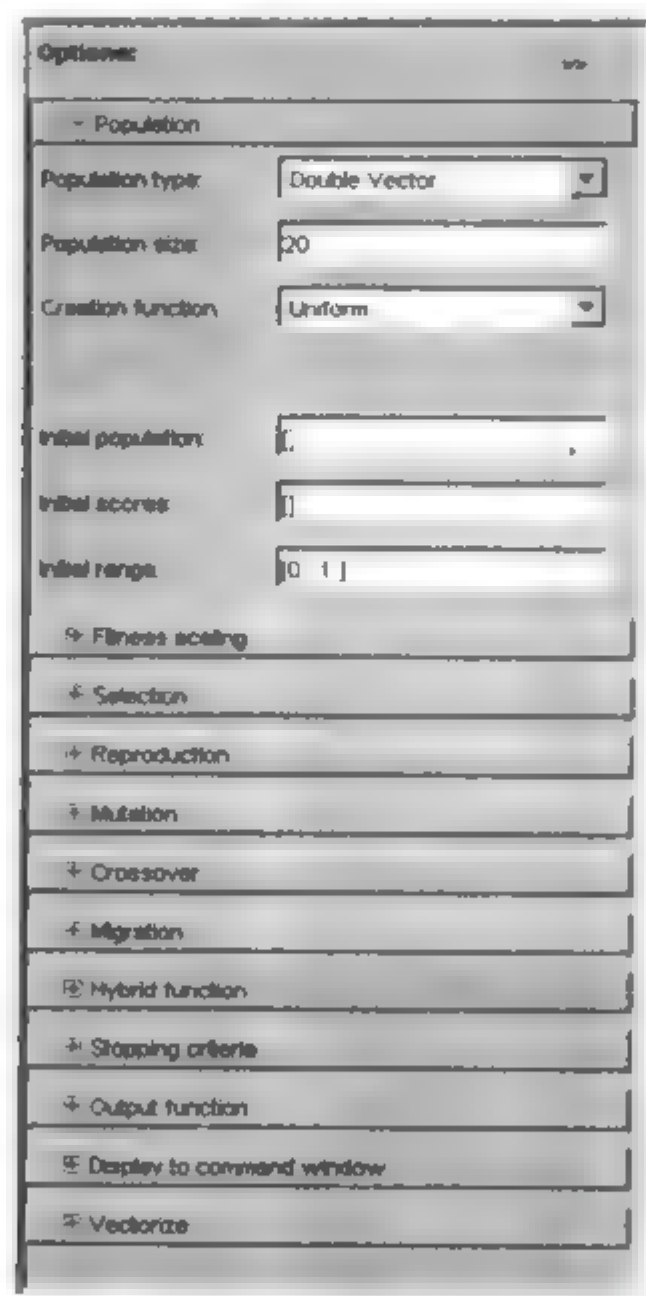 Options:
>>
- Population
Population type: Double Vector
Population size: 20
Creation function: Uniform
Initial population: []
Initial scores: []
Initial range: [0 1]
+ Fitness scaling
+ Selection
+ Reproduction
+ Mutation
+ Crossover
+ Migration
+ Hybrid function
+ Stopping criteria
+ Output function
+ Display to command window
+ Vectorize